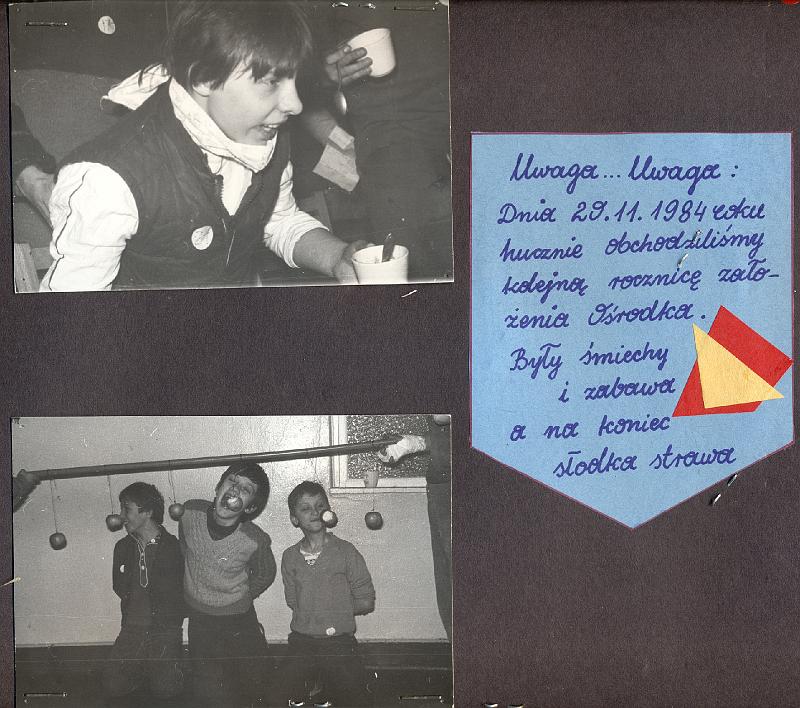 Uwaga... Uwaga :
Dnia 29.11.1984 roku
hucznie obchodziliśmy
kolejną rocznicę zało-
żenia Ośrodka.
Były śmiechy
i zabawa
a na koniec
słodka strawa